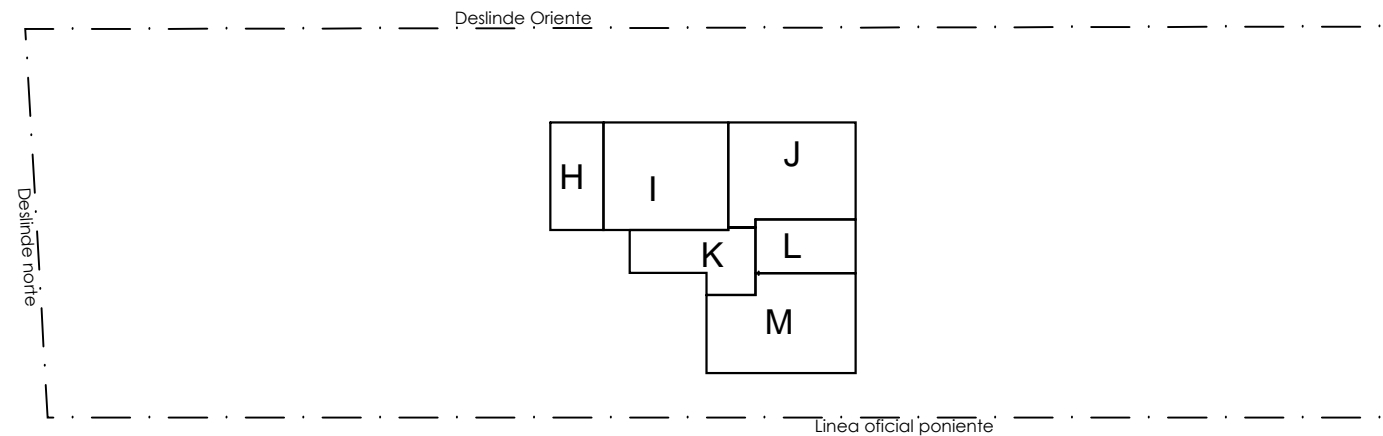 Deslinde Oriente
H
I
J
Deslinde norte
K
L
M
Linea oficial poniente